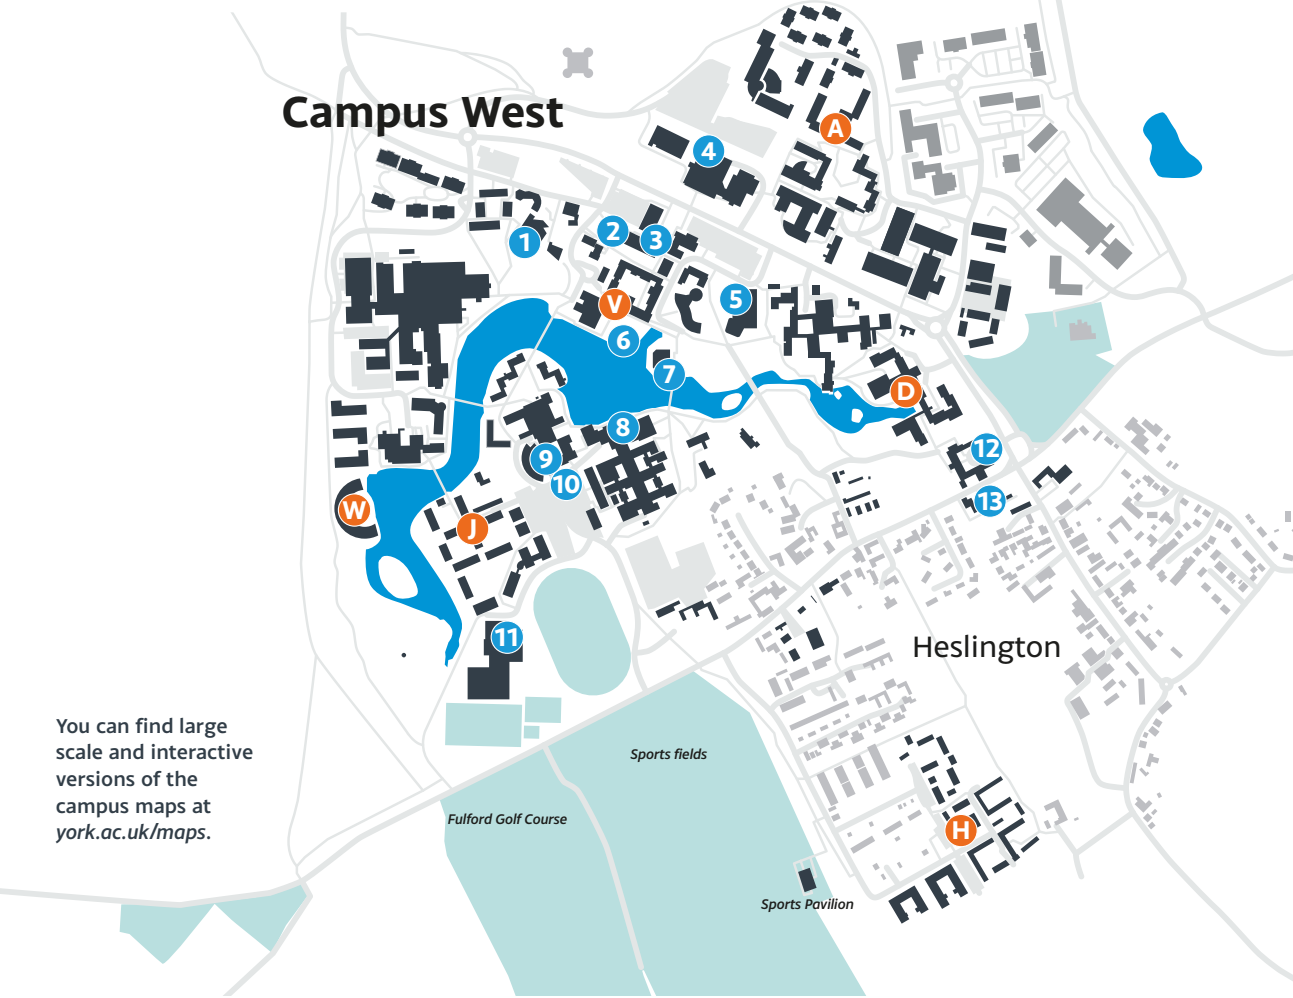 Campus West
A
4
1
2
3
V
5
6
7
D
8
9
10
12
13
W
J
11
Heslington
You can find large
scale and interactive
versions of the
campus maps at
york.ac.uk/maps.
Sports fields
Fulford Golf Course
H
Sports Pavilion